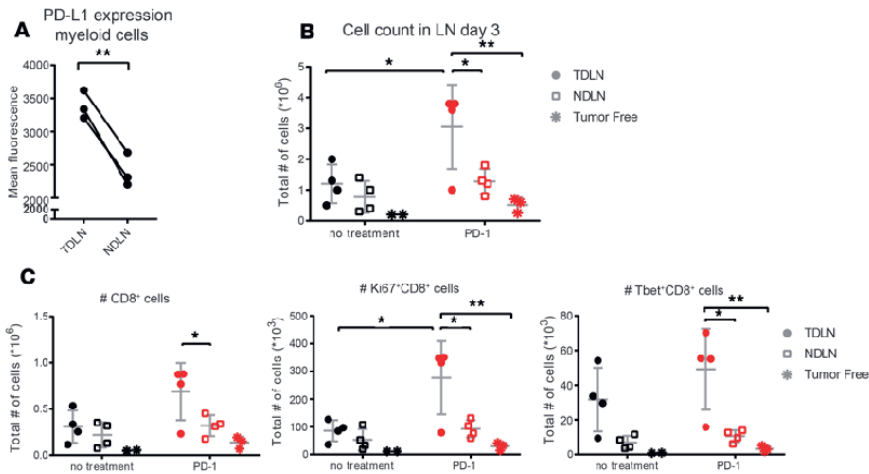 A
PD-L1 expression
myeloid cells
**
4000
3500
3000
2500
2000
2000
0
Mean fluorescence
TDLN
NDLN
B
Cell count in LN day 3
**
*
*
6
5
4
3
2
1
0
Total # of cells (*10⁶)
no treatment
PD-1
TDLN
NDLN
Tumor Free
C
# CD8⁺ cells
*
1.5
1.0
0.5
0.0
Total # of cells (*10⁶)
no treatment
PD-1
# Ki67⁺CD8⁺ cells
**
*
*
500
400
300
200
100
0
Total # of cells (*10³)
no treatment
PD-1
# Tbet⁺CD8⁺ cells
**
*
80
60
40
20
0
Total # of cells (*10³)
no treatment
PD-1
TDLN
NDLN
Tumor Free